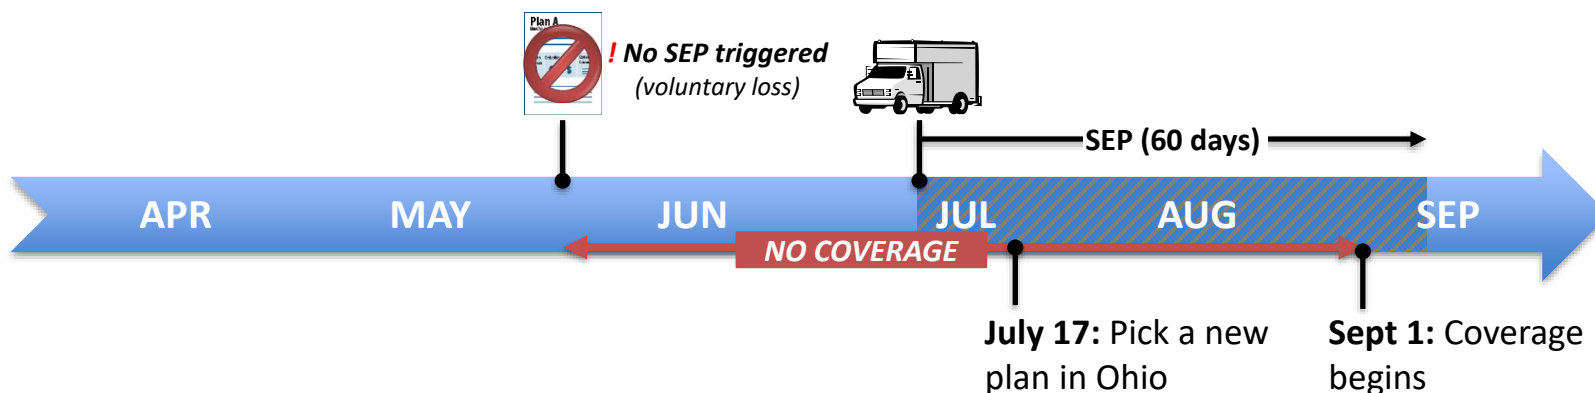 Plan A
! No SEP triggered
(voluntary loss)
SEP (60 days)
APR
MAY
JUN
JUL
AUG
SEP
NO COVERAGE
July 17: Pick a new
plan in Ohio
Sept 1: Coverage
begins